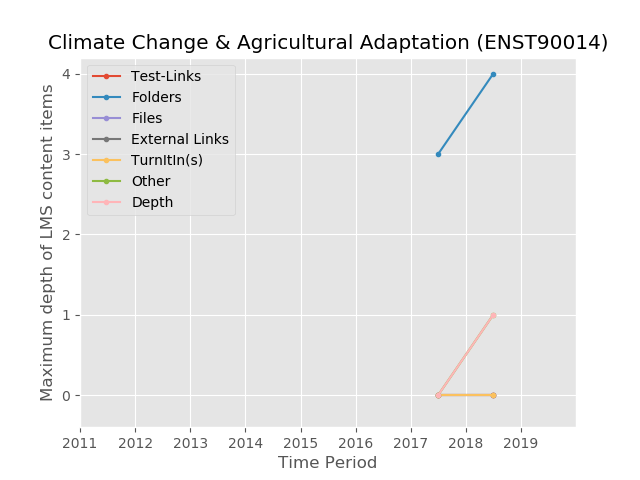 Climate Change & Agricultural Adaptation (ENST90014)
Maximum depth of LMS content items
4
3
2
1
0
Test-Links
Folders
Files
External Links
TurnItIn(s)
Other
Depth
2011 2012 2013 2014 2015 2016 2017 2018 2019
Time Period